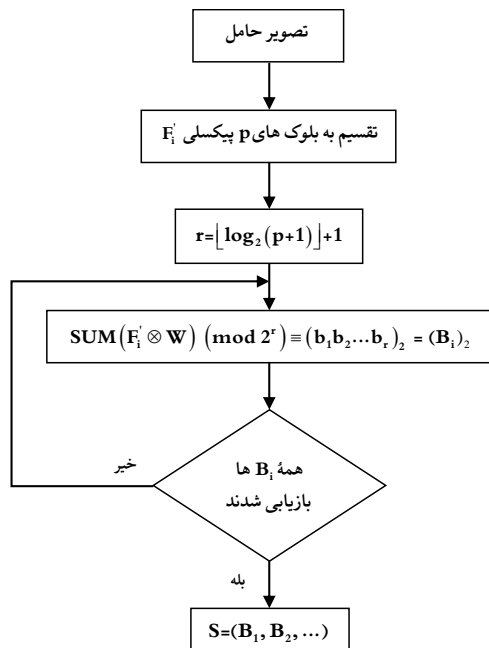 تصویر حامل
تقسیم به بلوک های p پیکسلی F'ᵢ
r=⌊log₂(p+1)⌋+1
SUM(F'ᵢ ⊗ W) (mod 2ʳ) ≡ (b₁b₂...bᵣ)₂ = (Bᵢ)₂
خیر
همهٔ Bᵢ ها
بازیابی شدند
بله
S=(B₁, B₂, ...)